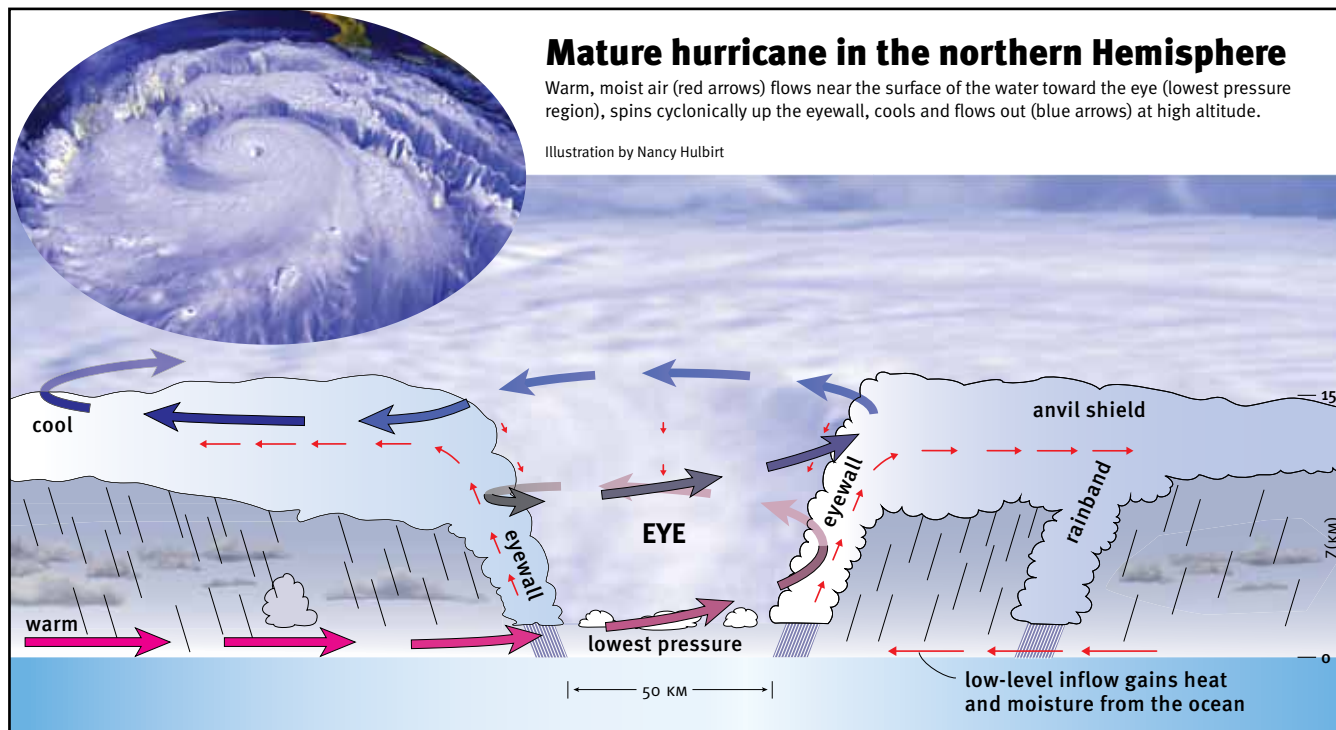 Mature hurricane in the northern Hemisphere
Warm, moist air (red arrows) flows near the surface of the water toward the eye (lowest pressure
region), spins cyclonically up the eyewall, cools and flows out (blue arrows) at high altitude.
Illustration by Nancy Hulbirt
cool
anvil shield
15
eyewall
EYE
eyewall
rainband
Z(KM)
warm
lowest pressure
0
50 KM
low-level inflow gains heat
and moisture from the ocean